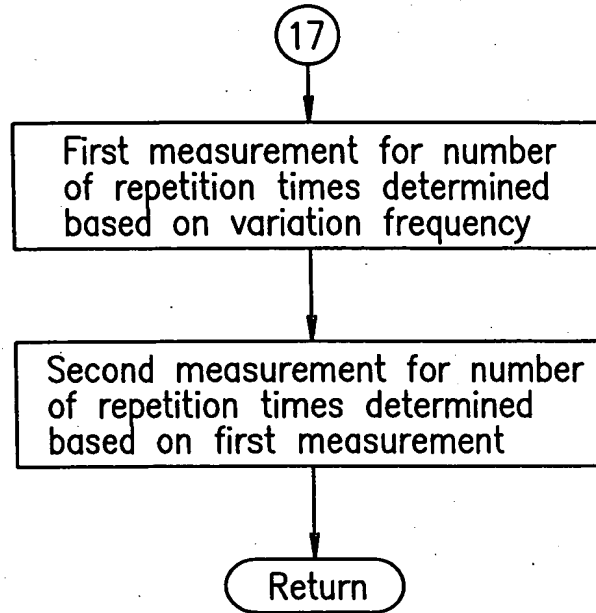 17
First measurement for number
of repetition times determined
based on variation frequency
Second measurement for number
of repetition times determined
based on first measurement
Return